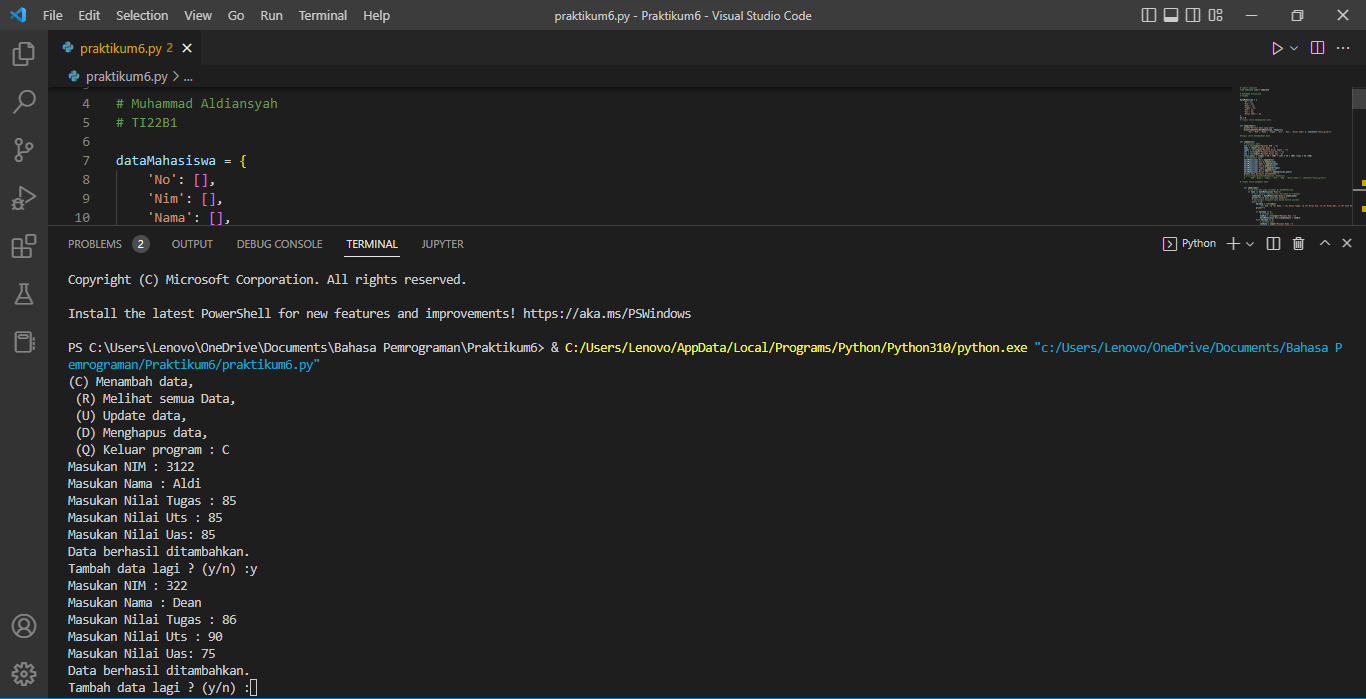 File Edit Selection View Go Run Terminal Help praktikum6.py - Praktikum6 - Visual Studio Code
praktikum6.py 2
praktikum6.py > ...
4 # Muhammad Aldiansyah
5 # TI22B1
6
7 dataMahasiswa = {
8 'No': [],
9 'Nim': [],
10 'Nama': [],
PROBLEMS 2 OUTPUT DEBUG CONSOLE TERMINAL JUPYTER Python
Copyright (C) Microsoft Corporation. All rights reserved.
Install the latest PowerShell for new features and improvements! https://aka.ms/PSWindows
PS C:\Users\Lenovo\OneDrive\Documents\Bahasa Pemrograman\Praktikum6> & C:/Users/Lenovo/AppData/Local/Programs/Python/Python310/python.exe "c:/Users/Lenovo/OneDrive/Documents/Bahasa P
emrograman/Praktikum6/praktikum6.py"
(C) Menambah data,
(R) Melihat semua Data,
(U) Update data,
(D) Menghapus data,
(Q) Keluar program : C
Masukan NIM : 3122
Masukan Nama : Aldi
Masukan Nilai Tugas : 85
Masukan Nilai Uts : 85
Masukan Nilai Uas: 85
Data berhasil ditambahkan.
Tambah data lagi ? (y/n) :y
Masukan NIM : 322
Masukan Nama : Dean
Masukan Nilai Tugas : 86
Masukan Nilai Uts : 90
Masukan Nilai Uas: 75
Data berhasil ditambahkan.
Tambah data lagi ? (y/n) :